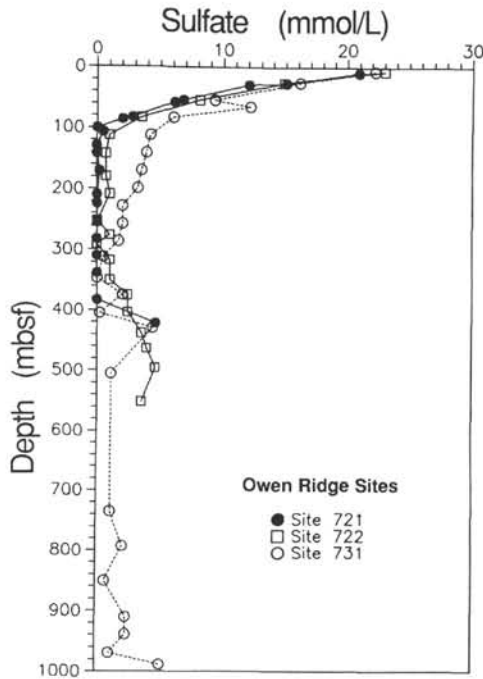 Sulfate (mmol/L)
0 10 20 30
0
100
200
300
400
500
600
700
800
900
1000
Depth (mbsf)
Owen Ridge Sites
Site 721
Site 722
Site 731